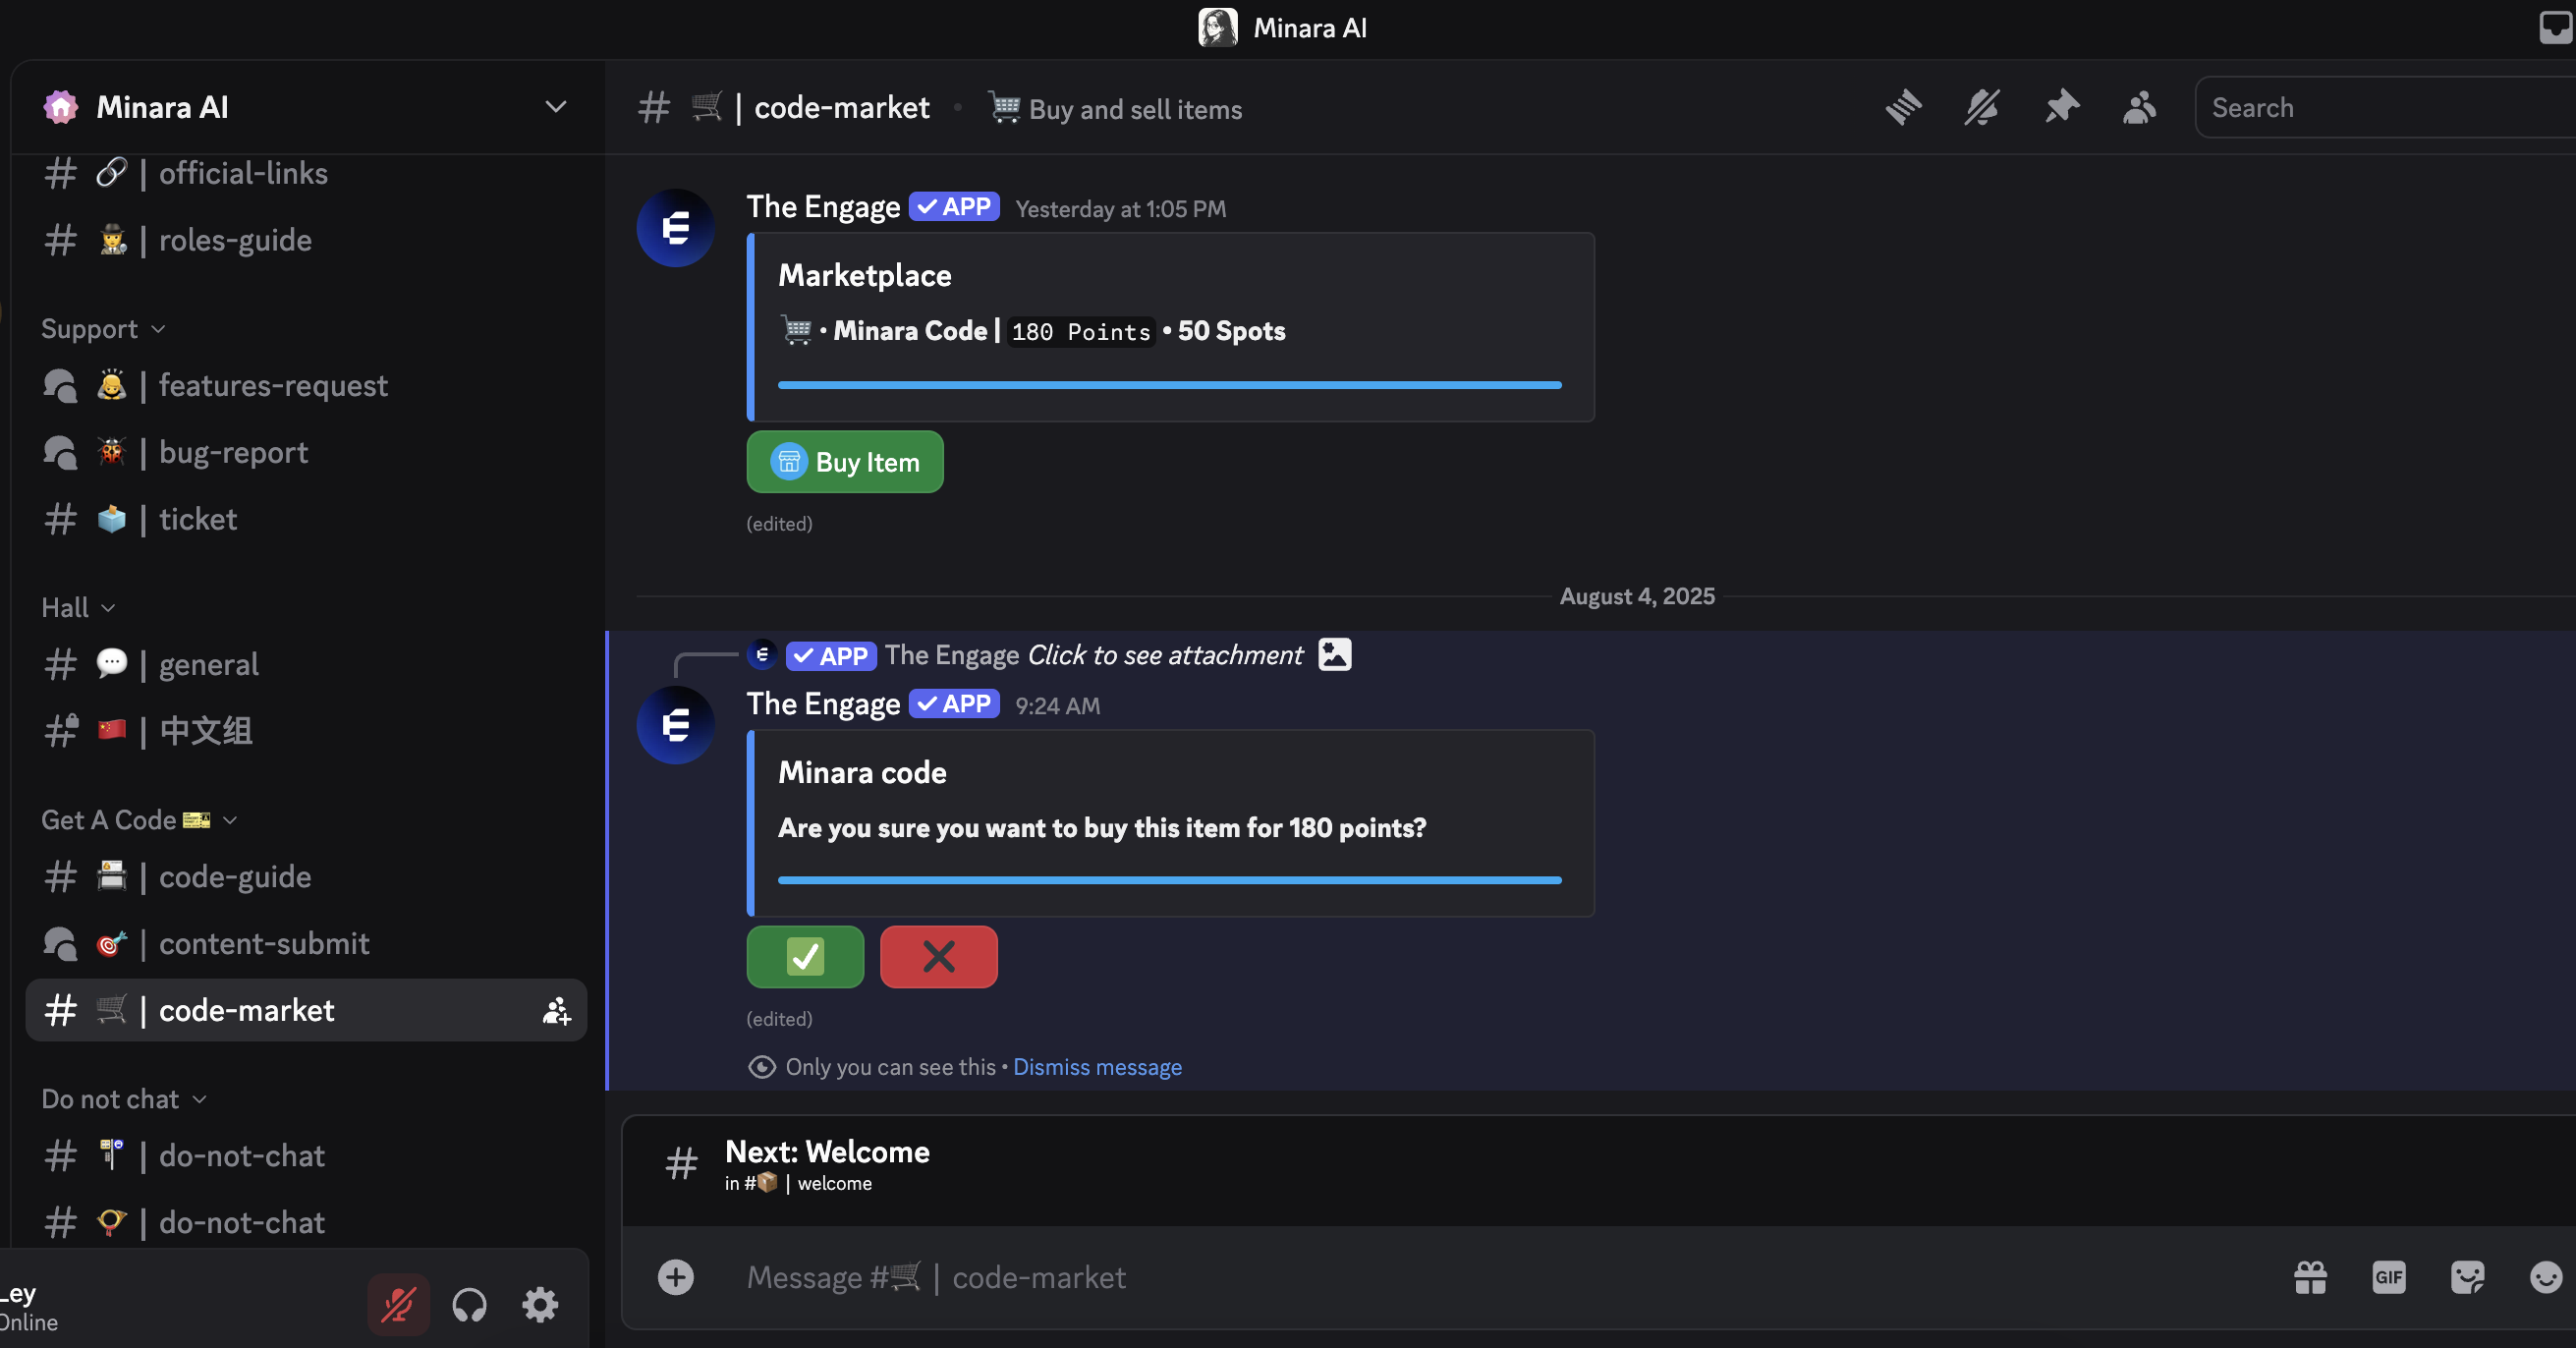 Minara AI
Minara AI
official-links
roles-guide
Support
features-request
bug-report
ticket
Hall
general
中文组
Get A Code
code-guide
content-submit
code-market
Do not chat
do-not-chat
do-not-chat
Ley
Online
| code-market • Buy and sell items
Search
The Engage APP Yesterday at 1:05 PM
Marketplace
• Minara Code | 180 Points • 50 Spots
Buy Item
(edited)
August 4, 2025
APP The Engage Click to see attachment
The Engage APP 9:24 AM
Minara code
Are you sure you want to buy this item for 180 points?
(edited)
Only you can see this • Dismiss message
Next: Welcome
in # | welcome
Message # | code-market
GIF